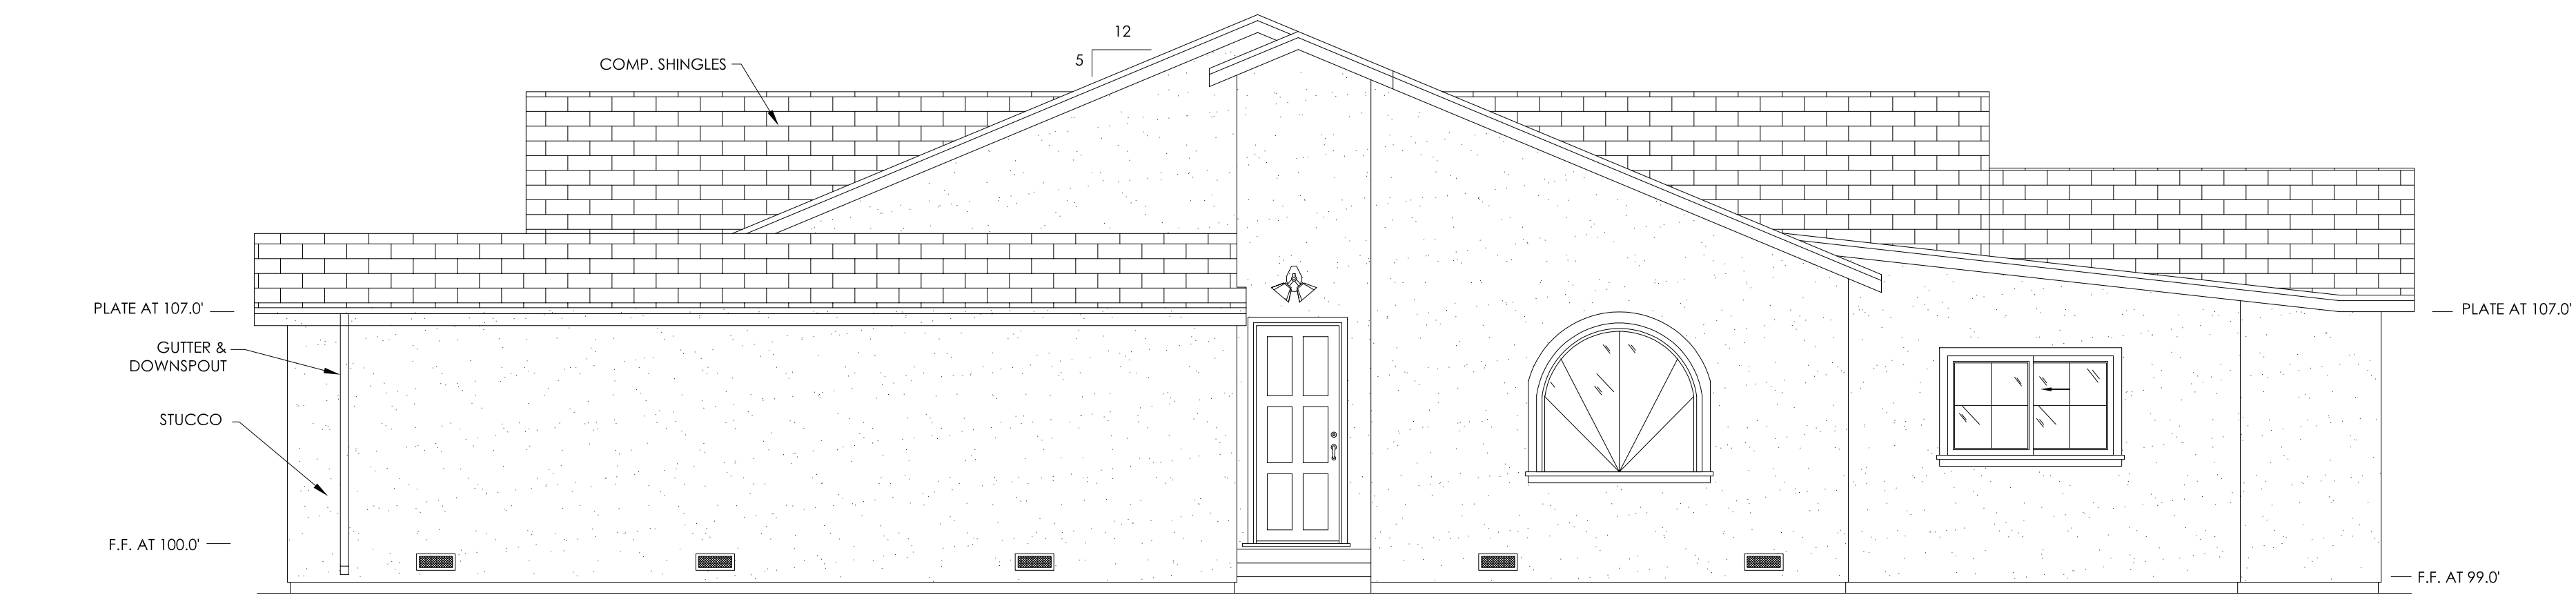 12
5
COMP. SHINGLES
PLATE AT 107.0'
PLATE AT 107.0'
GUTTER &
DOWNSPOUT
STUCCO
F.F. AT 100.0'
F.F. AT 99.0'